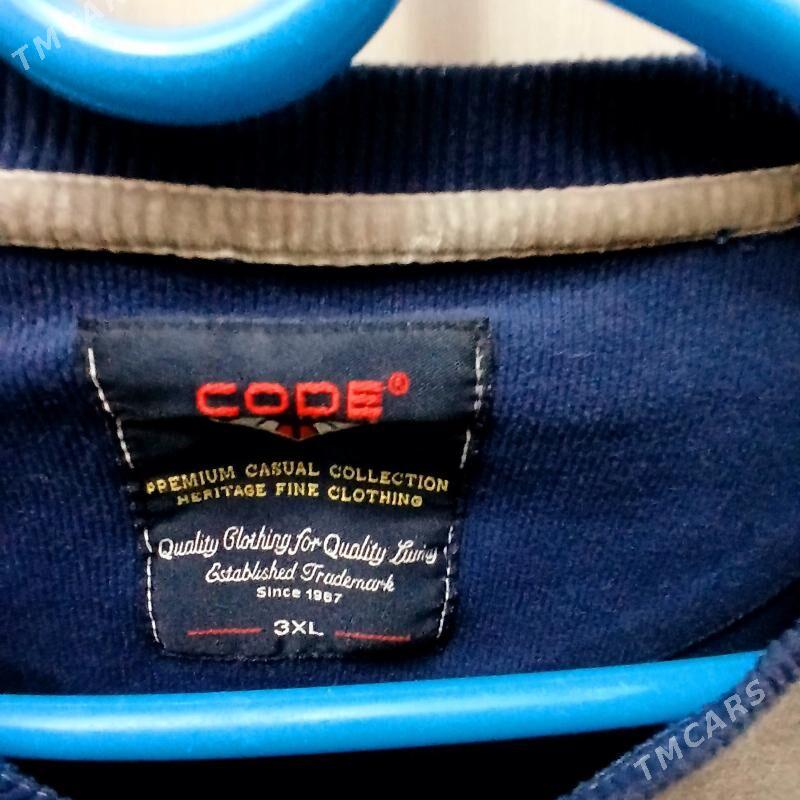 TMCARS
CODE®
PREMIUM CASUAL COLLECTION
HERITAGE FINE CLOTHING
Quality Clothing for Quality Living
Established Trademark
Since 1987
3XL
TMCARS